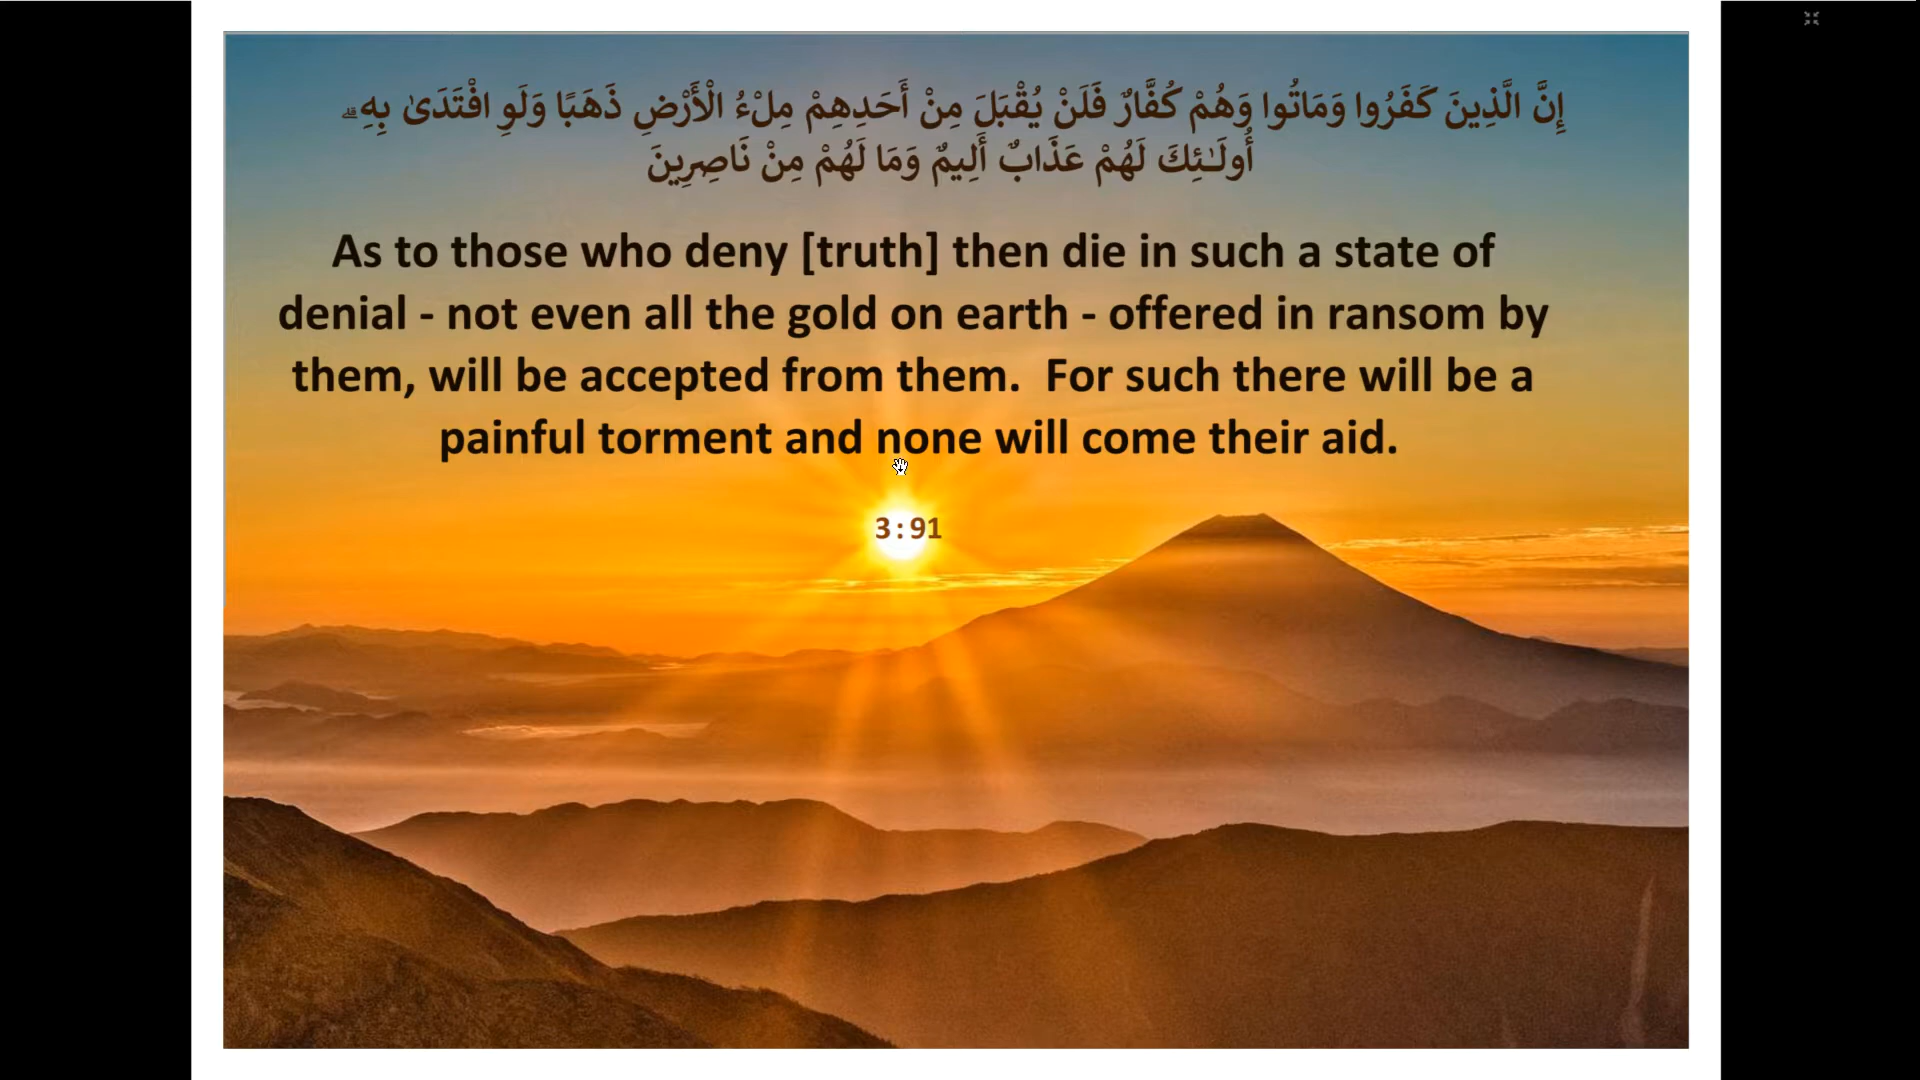 إِنَّ الَّذِينَ كَفَرُوا وَمَاتُوا وَهُمْ كُفَّارٌ فَلَنْ يُقْبَلَ مِنْ أَحَدِهِمْ مِلْءُ الْأَرْضِ ذَهَبًا وَلَوِ افْتَدَىٰ بِهِ ۗ
أُولَـٰئِكَ لَهُمْ عَذَابٌ أَلِيمٌ وَمَا لَهُمْ مِنْ نَاصِرِينَ
As to those who deny [truth] then die in such a state of
denial - not even all the gold on earth - offered in ransom by
them, will be accepted from them.  For such there will be a
painful torment and none will come their aid.
3:91